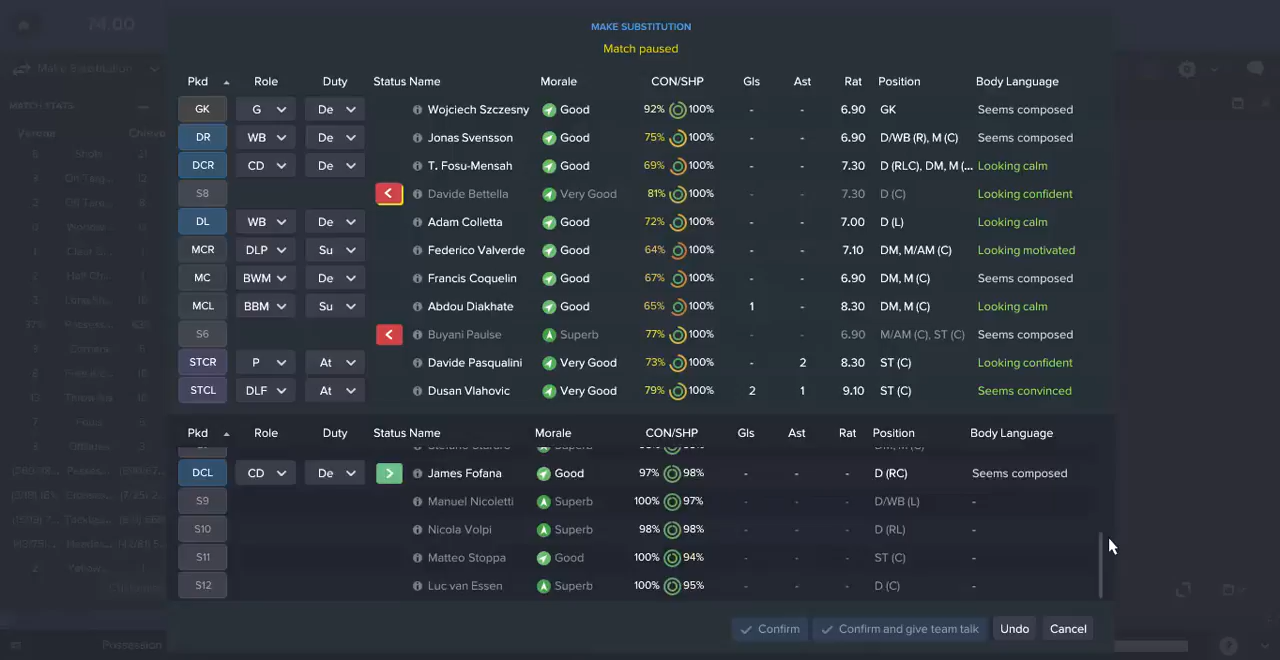 74:00
MAKE SUBSTITUTION
Match paused
Make Substitution
MATCH STATS
Pkd Role Duty Status Name Morale CON/SHP Gls Ast Rat Position Body Language
GK G De Wojciech Szczesny Good 92% 100% - - 6.90 GK Seems composed
DR WB De Jonas Svensson Good 75% 100% - - 6.90 D/WB (R), M (C) Seems composed
DCR CD De T. Fosu-Mensah Good 69% 100% - - 7.30 D (RLC), DM, M (... Looking calm
S8 < Davide Bettella Very Good 81% 100% - - 7.30 D (C) Looking confident
DL WB De Adam Colletta Good 72% 100% - - 7.00 D (L) Looking calm
MCR DLP Su Federico Valverde Good 64% 100% - - 7.10 DM, M/AM (C) Looking motivated
MC BWM De Francis Coquelin Good 67% 100% - - 6.90 DM, M (C) Seems composed
MCL BBM Su Abdou Diakhate Good 65% 100% 1 - 8.30 DM, M (C) Looking calm
S6 < Buyani Paulse Superb 77% 100% - - 6.90 M/AM (C), ST (C) Seems composed
STCR P At Davide Pasqualini Very Good 73% 100% - 2 8.30 ST (C) Looking confident
STCL DLF At Dusan Vlahovic Very Good 79% 100% 2 1 9.10 ST (C) Seems convinced
Pkd Role Duty Status Name Morale CON/SHP Gls Ast Rat Position Body Language
DCL CD De > James Fofana Good 97% 98% - - - D (RC) Seems composed
S9 Manuel Nicoletti Superb 100% 97% - - - D/WB (L) -
S10 Nicola Volpi Superb 98% 98% - - - D (RL) -
S11 Matteo Stoppa Good 100% 94% - - - ST (C) -
S12 Luc van Essen Superb 100% 95% - - - D (C) -
Confirm Confirm and give team talk Undo Cancel
Possession